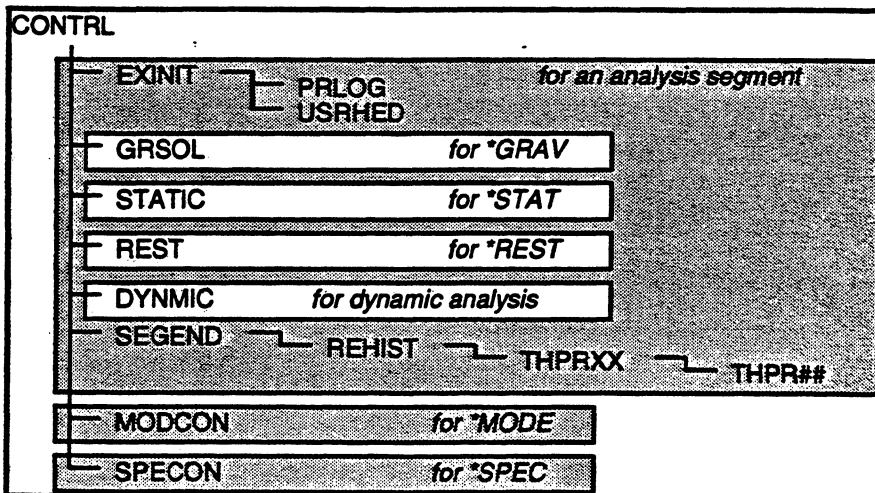 CONTRL
EXINIT for an analysis segment
PRLOG
USRHED
GRSOL for *GRAV
STATIC for *STAT
REST for *REST
DYNMIC for dynamic analysis
SEGEND REHIST THPRXX THPR##
MODCON for *MODE
SPECON for *SPEC